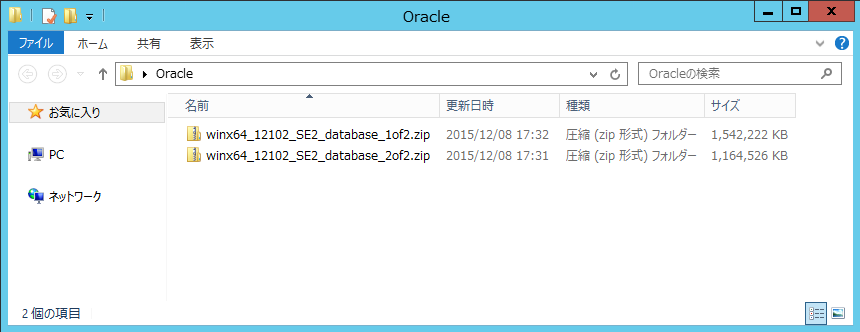 Oracle
ファイル ホーム 共有 表示
Oracle Oracleの検索
名前 更新日時 種類 サイズ
お気に入り
winx64_12102_SE2_database_1of2.zip 2015/12/08 17:32 圧縮 (zip 形式) フォルダー 1,542,222 KB
winx64_12102_SE2_database_2of2.zip 2015/12/08 17:31 圧縮 (zip 形式) フォルダー 1,164,526 KB
PC
ネットワーク
2 個の項目